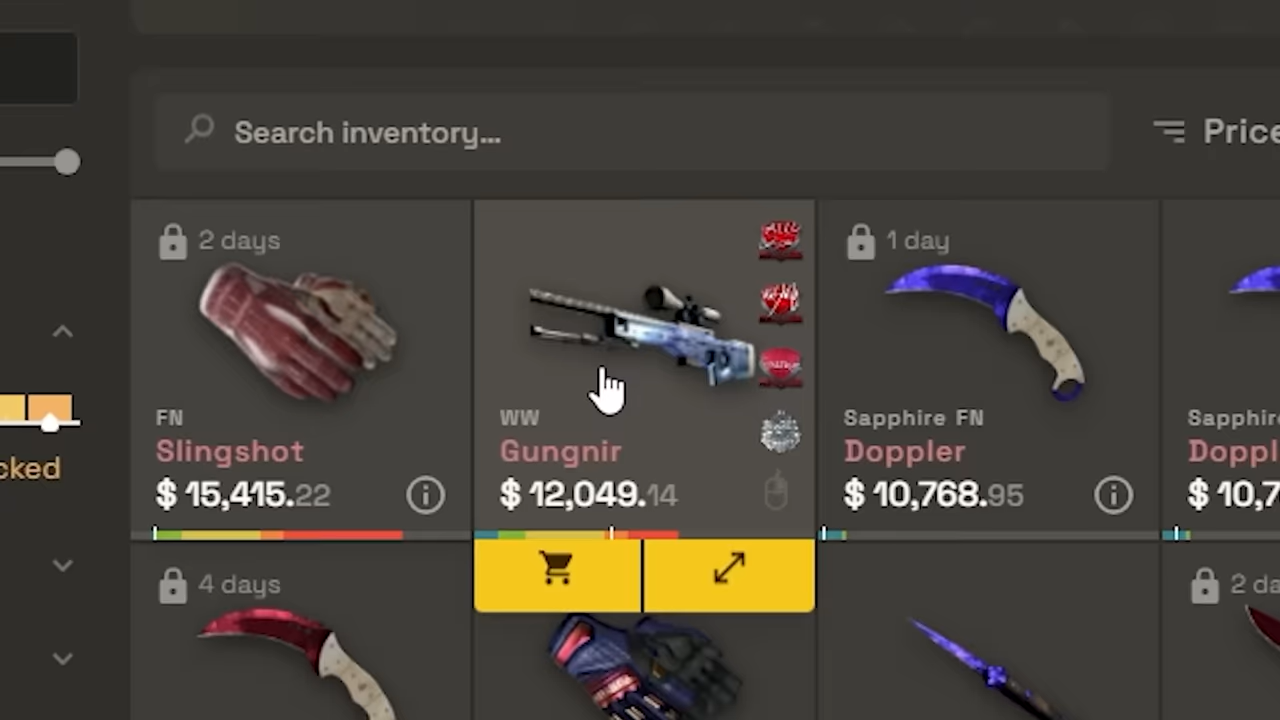 Search inventory...
Price
2 days
FN
Slingshot
$ 15,415.22
WW
Gungnir
$ 12,049.14
1 day
Sapphire FN
Doppler
$ 10,768.95
Sapphire
Doppl
$ 10,7
cked
4 days
2 da